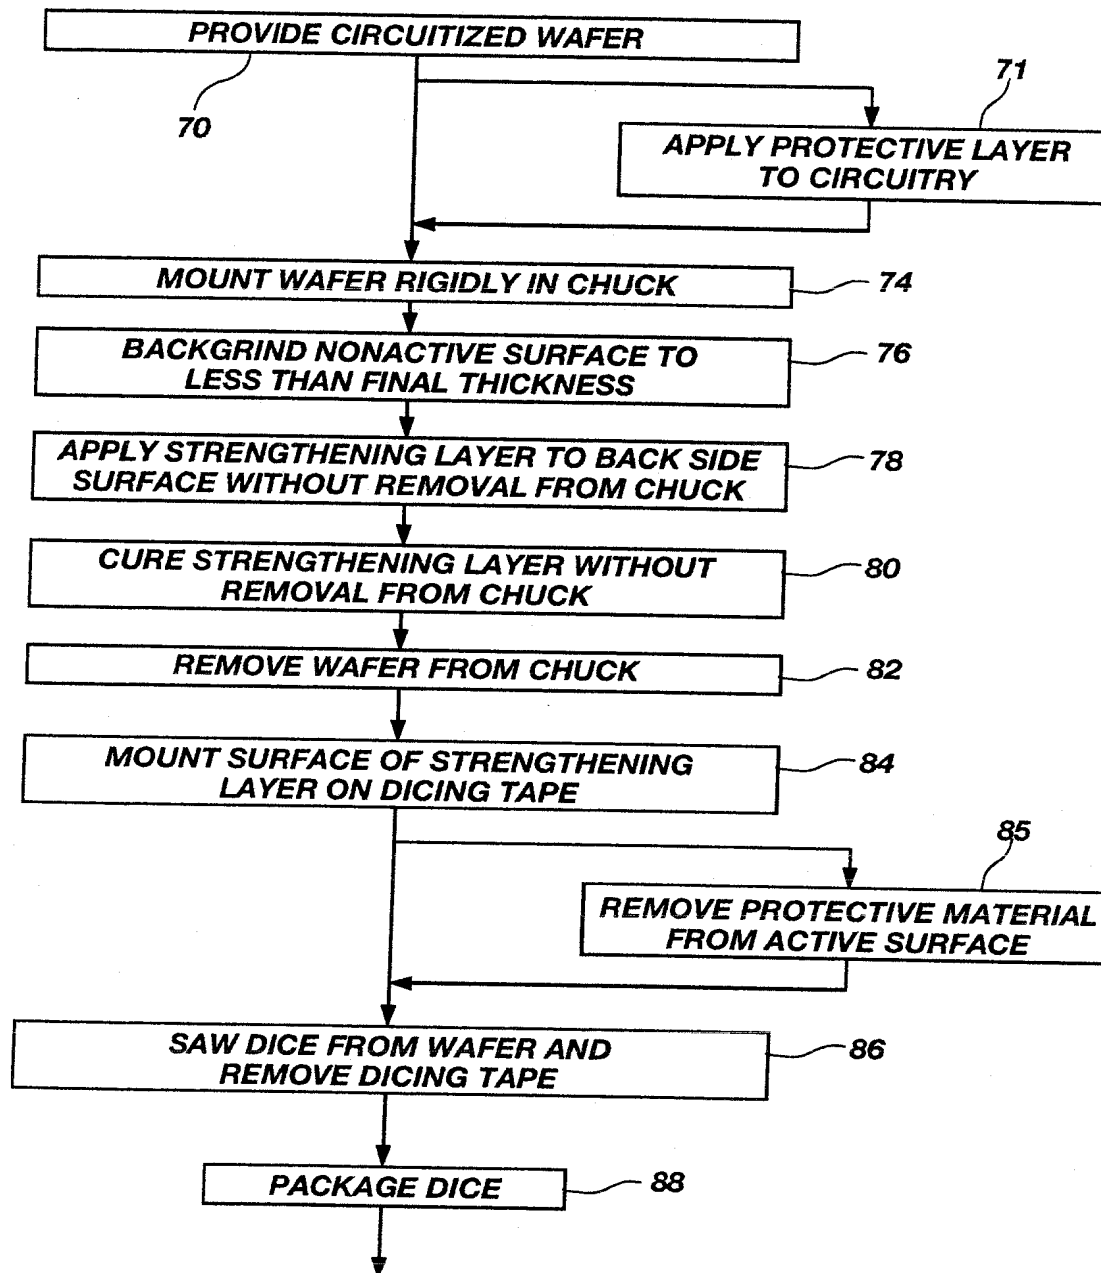 PROVIDE CIRCUITIZED WAFER
70
71
APPLY PROTECTIVE LAYER
TO CIRCUITRY
MOUNT WAFER RIGIDLY IN CHUCK
74
BACKGRIND NONACTIVE SURFACE TO
LESS THAN FINAL THICKNESS
76
APPLY STRENGTHENING LAYER TO BACK SIDE
SURFACE WITHOUT REMOVAL FROM CHUCK
78
CURE STRENGTHENING LAYER WITHOUT
REMOVAL FROM CHUCK
80
REMOVE WAFER FROM CHUCK
82
MOUNT SURFACE OF STRENGTHENING
LAYER ON DICING TAPE
84
85
REMOVE PROTECTIVE MATERIAL
FROM ACTIVE SURFACE
SAW DICE FROM WAFER AND
REMOVE DICING TAPE
86
PACKAGE DICE
88